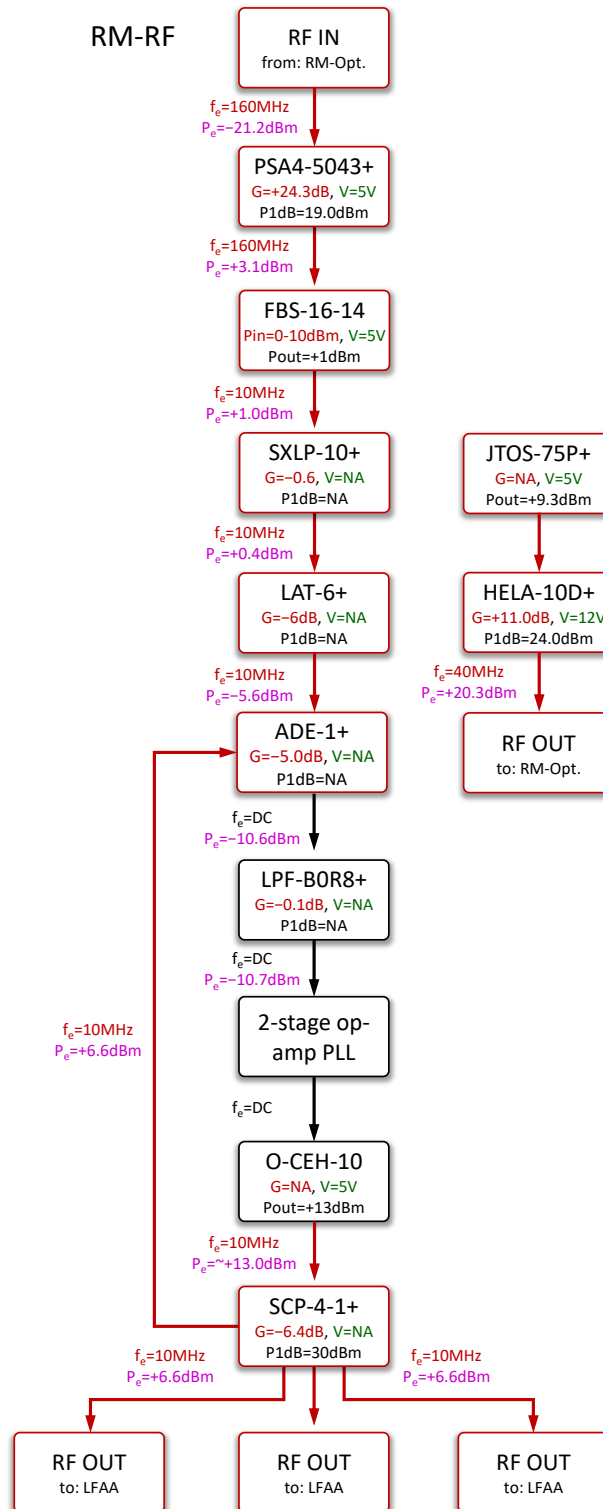 RM-RF
RF IN
from: RM-Opt.
fe=160MHz
Pe=−21.2dBm
PSA4-5043+
G=+24.3dB, V=5V
P1dB=19.0dBm
fe=160MHz
Pe=+3.1dBm
FBS-16-14
Pin=0-10dBm, V=5V
Pout=+1dBm
fe=10MHz
Pe=+1.0dBm
SXLP-10+
G=−0.6, V=NA
P1dB=NA
fe=10MHz
Pe=+0.4dBm
LAT-6+
G=−6dB, V=NA
P1dB=NA
fe=10MHz
Pe=−5.6dBm
ADE-1+
G=−5.0dB, V=NA
P1dB=NA
fe=DC
Pe=−10.6dBm
LPF-B0R8+
G=−0.1dB, V=NA
P1dB=NA
fe=DC
Pe=−10.7dBm
2-stage op-
amp PLL
fe=DC
O-CEH-10
G=NA, V=5V
Pout=+13dBm
fe=10MHz
Pe=~+13.0dBm
SCP-4-1+
G=−6.4dB, V=NA
P1dB=30dBm
fe=10MHz
Pe=+6.6dBm
fe=10MHz
Pe=+6.6dBm
fe=10MHz
Pe=+6.6dBm
RF OUT
to: LFAA
RF OUT
to: LFAA
RF OUT
to: LFAA
JTOS-75P+
G=NA, V=5V
Pout=+9.3dBm
HELA-10D+
G=+11.0dB, V=12V
P1dB=24.0dBm
fe=40MHz
Pe=+20.3dBm
RF OUT
to: RM-Opt.